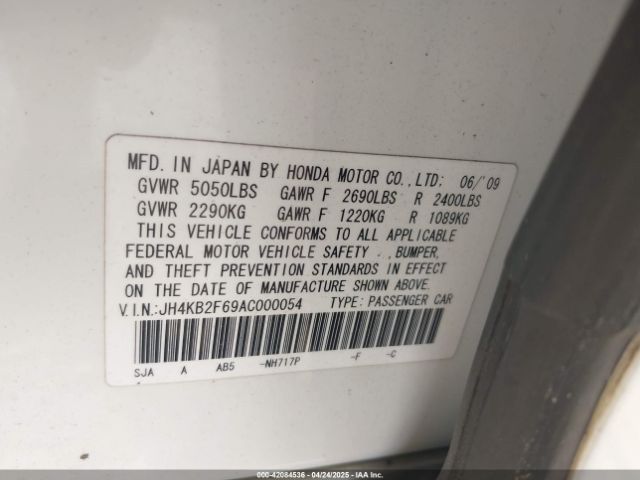 MFD. IN JAPAN BY HONDA MOTOR CO.,LTD; 06/'09
GVWR 5050LBS GAWR F 2690LBS R 2400LBS
GVWR 2290KG GAWR F 1220KG R 1089KG
THIS VEHICLE CONFORMS TO ALL APPLICABLE
FEDERAL MOTOR VEHICLE SAFETY .,BUMPER,
AND THEFT PREVENTION STANDARDS IN EFFECT
ON THE DATE OF MANUFACTURE SHOWN ABOVE.
V.I.N.:JH4KB2F69AC000054 TYPE: PASSENGER CAR
SJA A AB5 -NH717P -F -C
000-42084536 - 04/24/2025 - IAA Inc.